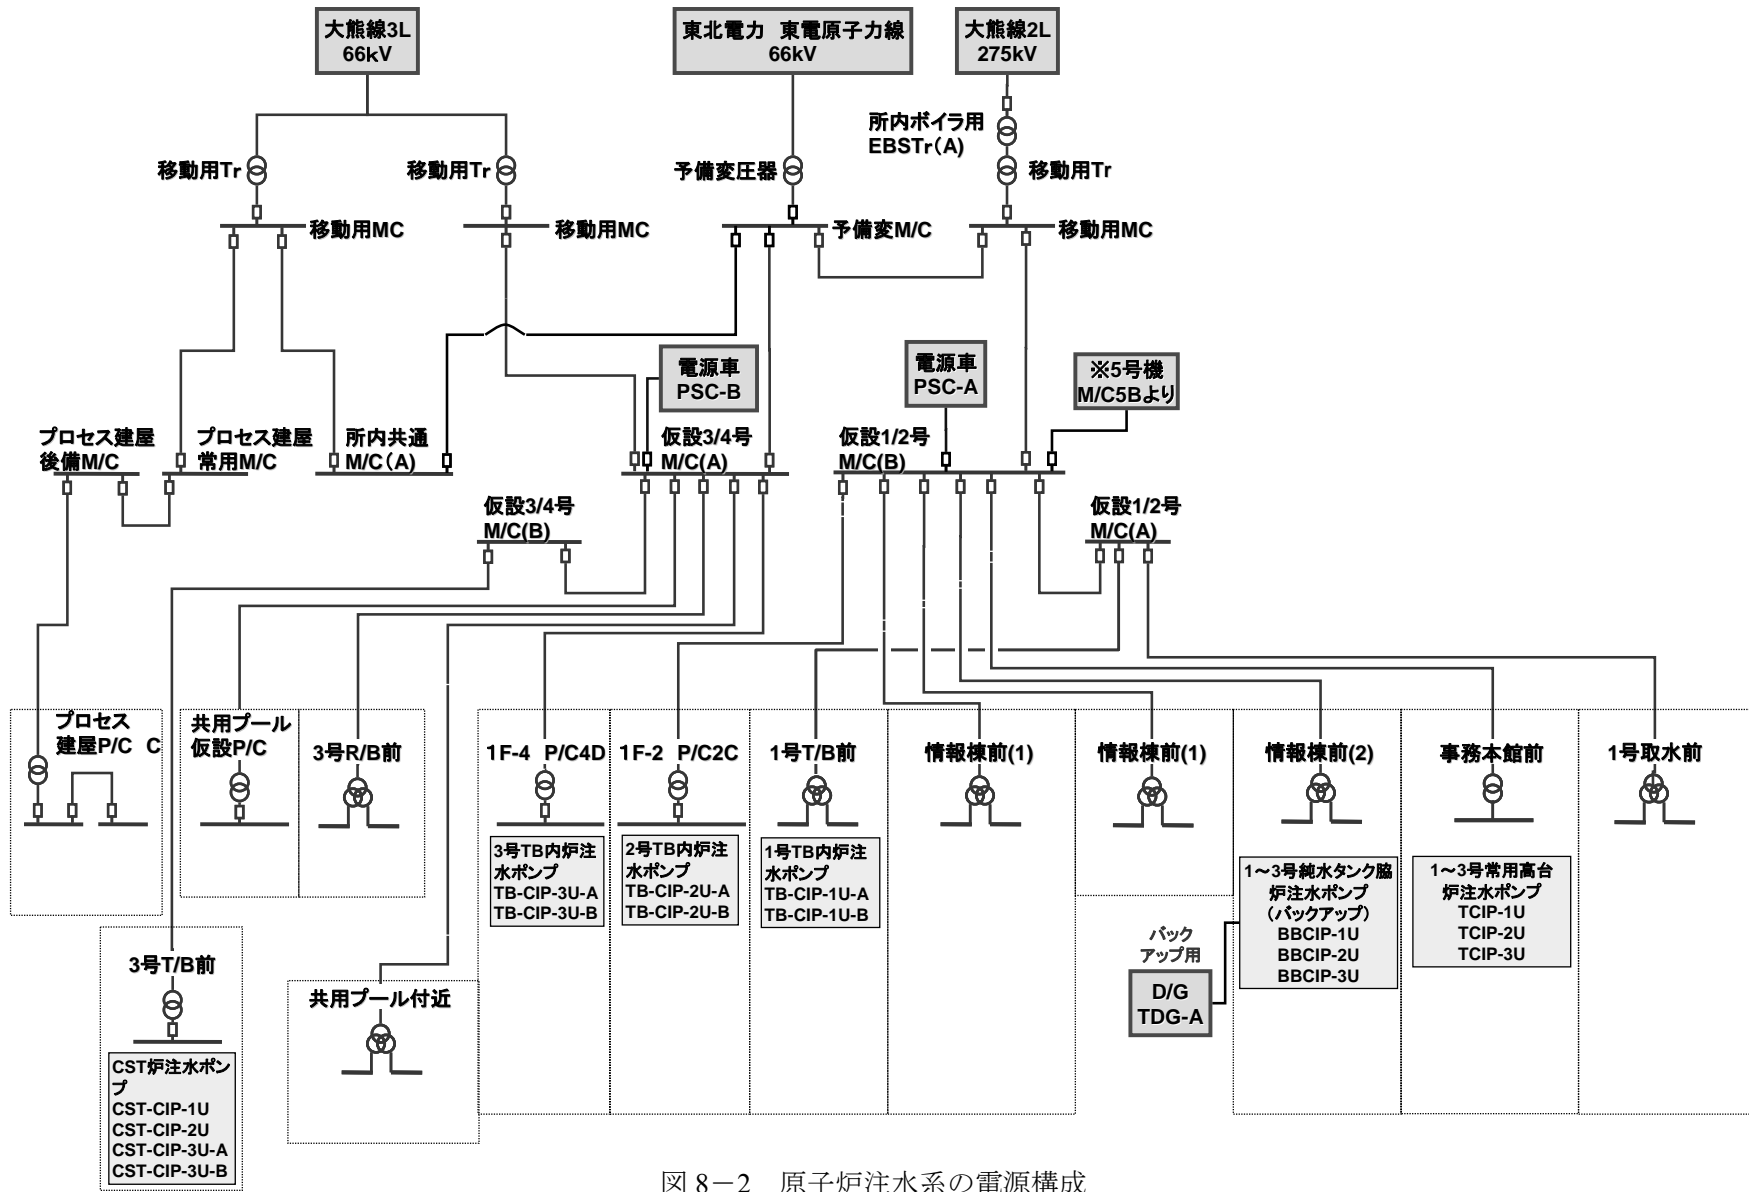 大熊線3L
66kV
東北電力　東電原子力線
66kV
大熊線2L
275kV
所内ボイラ用
EBSTr（A）
移動用Tr
移動用Tr
予備変圧器
移動用Tr
移動用MC
移動用MC
予備変M/C
移動用MC
電源車
PSC-B
電源車
PSC-A
※5号機
M/C5Bより
プロセス建屋
後備M/C
プロセス建屋
常用M/C
所内共通
M/C（A）
仮設3/4号
M/C(A)
仮設1/2号
M/C(B)
仮設3/4号
M/C(B)
仮設1/2号
M/C(A)
プロセス
建屋P/C　C
共用プール
仮設P/C
3号R/B前
1F-4　P/C4D
1F-2　P/C2C
1号T/B前
情報棟前(1)
情報棟前(1)
情報棟前(2)
事務本館前
1号取水前
3号TB内炉注
水ポンプ
TB-CIP-3U-A
TB-CIP-3U-B
2号TB内炉注
水ポンプ
TB-CIP-2U-A
TB-CIP-2U-B
1号TB内炉注
水ポンプ
TB-CIP-1U-A
TB-CIP-1U-B
1～3号純水タンク脇
炉注水ポンプ
（バックアップ）
BBCIP-1U
BBCIP-2U
BBCIP-3U
1～3号常用高台
炉注水ポンプ
TCIP-1U
TCIP-2U
TCIP-3U
バック
アップ用
D/G
TDG-A
3号T/B前
共用プール付近
CST炉注水ポン
プ
CST-CIP-1U
CST-CIP-2U
CST-CIP-3U-A
CST-CIP-3U-B
図 8－2　原子炉注水系の電源構成